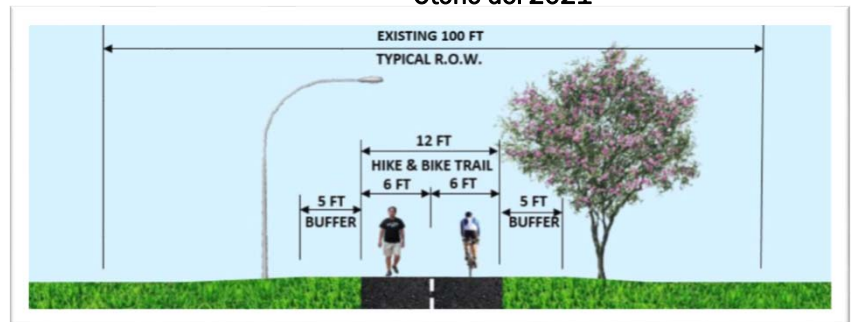 EXISTING 100 FT
TYPICAL R.O.W.
12 FT
HIKE & BIKE TRAIL
6 FT 6 FT
5 FT
BUFFER
5 FT
BUFFER